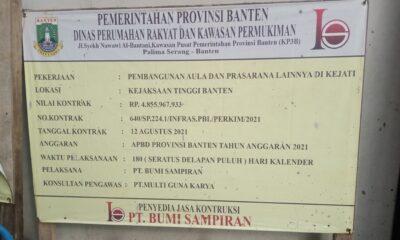 PEMERINTAHAN PROVINSI BANTEN
DINAS PERUMAHAN RAKYAT DAN KAWASAN PERMUKIMAN
Jl.Syekh Nawawi Al-Bantani,Kawasan Pusat Pemerintahan Provinsi Banten (KP3B)
Palima Serang - Banten
PEKERJAAN : PEMBANGUNAN AULA DAN PRASARANA LAINNYA DI KEJATI
LOKASI : KEJAKSAAN TINGGI BANTEN
NILAI KONTRAK : RP. 4.855.967.933-
NO.KONTRAK : 640/SP.224.1/INFRAS.PBL/PERKIM/2021
TANGGAL KONTRAK : 12 AGUSTUS 2021
ANGGARAN : APBD PROVINSI BANTEN TAHUN ANGGARAN 2021
WAKTU PELAKSANAAN : 180 ( SERATUS DELAPAN PULUH ) HARI KALENDER
PELAKSANA : PT. BUMI SAMPIRAN
KONSULTAN PENGAWAS : PT.MULTI GUNA KARYA
PENYEDIA JASA KONTRUKSI
PT. BUMI SAMPIRAN